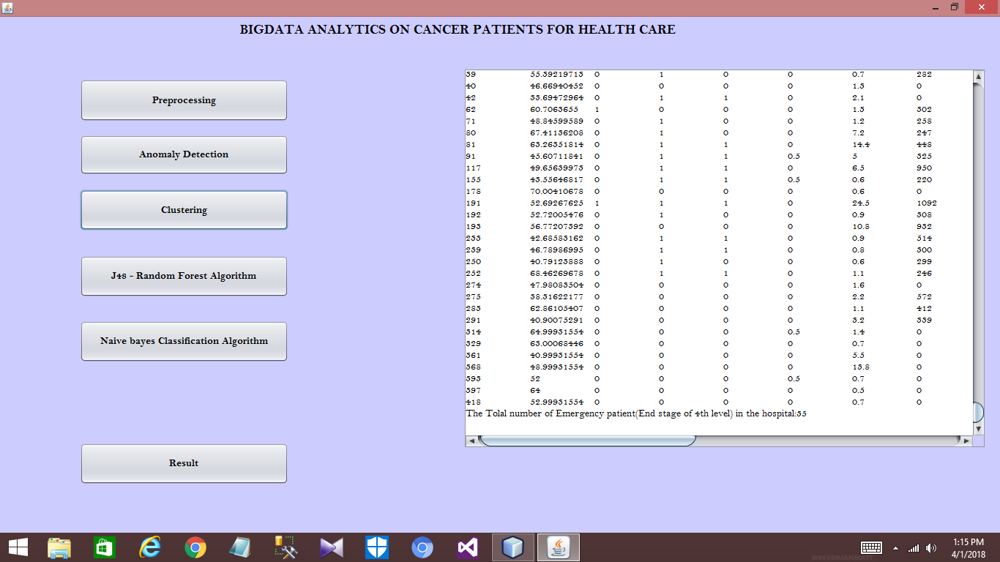 BIGDATA ANALYTICS ON CANCER PATIENTS FOR HEALTH CARE
Preprocessing
Anomaly Detection
Clustering
J48 - Random Forest Algorithm
Naive bayes Classification Algorithm
Result
39 55.39219713 0 1 0 0 0.7 282
40 46.66940452 0 0 0 0 1.3 0
42 33.69472964 0 1 1 0 2.1 0
62 60.7063655 1 0 0 0 1.3 302
71 48.84599589 0 1 0 0 1.2 258
80 67.41136208 0 1 0 0 7.2 247
81 63.26351814 0 1 1 0 14.4 448
91 45.60711841 0 1 1 0.5 5 325
117 49.65639973 0 1 1 0 6.5 950
155 43.55646817 0 1 1 0.5 0.6 220
178 70.00410678 0 0 0 0 0.6 0
191 52.69267625 1 1 1 0 24.5 1092
192 52.72005476 0 1 0 0 0.9 308
193 56.77207392 0 0 0 0 10.8 932
233 42.68583162 0 1 1 0 0.9 314
239 46.78986995 0 1 1 0 0.8 300
250 40.79123888 0 1 0 0 0.6 299
252 68.46269678 0 1 1 0 1.1 246
274 47.98083504 0 0 0 0 1.6 0
275 38.31622177 0 0 0 0 2.2 572
283 62.86105407 0 0 0 0 1.1 412
291 40.90075291 0 0 0 0 3.2 339
314 64.99931554 0 0 0 0.5 1.4 0
329 63.00068446 0 0 0 0 0.7 0
361 40.99931554 0 0 0 0 5.5 0
368 48.99931554 0 0 0 0 13.8 0
393 52 0 0 0 0.5 0.7 0
397 64 0 0 0 0 0.5 0
418 52.99931554 0 0 0 0 0.7 0
The Tolal number of Emergency patient(End stage of 4th level) in the hospital:35
1:15 PM
4/1/2018